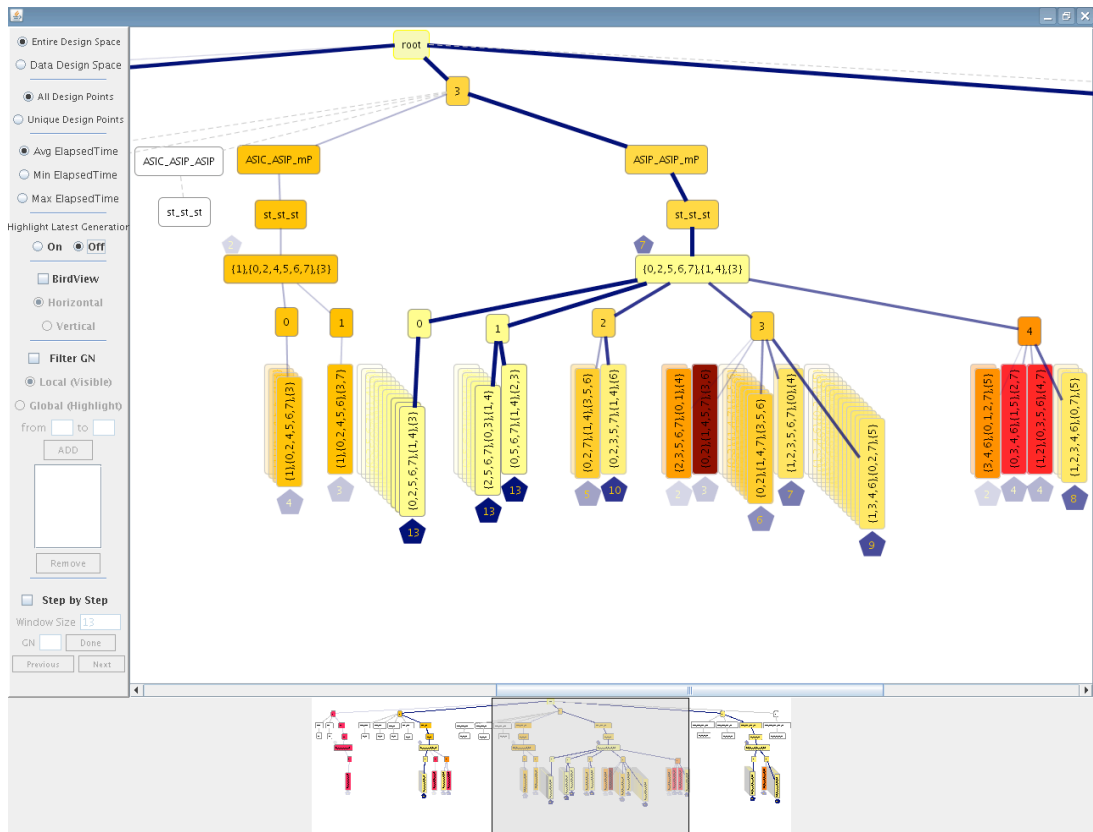 Entire Design Space
Data Design Space
All Design Points
Unique Design Points
Avg ElapsedTime
Min ElapsedTime
Max ElapsedTime
Highlight Latest Generation
On Off
BirdView
Horizontal
Vertical
Filter GN
Local (Visible)
Global (Highlight)
from to
ADD
Remove
Step by Step
Window Size 13
GN Done
Previous Next
root
3
ASIC_ASIP_ASIP
ASIC_ASIP_mP
ASIP_ASIP_mP
st_st_st
st_st_st
st_st_st
2
7
{1},{0,2,4,5,6,7},{3}
{0,2,5,6,7},{1,4},{3}
0
1
0
1
2
3
4
{1},{0,2,4,5,6,7},{3}
{1},{0,2,4,5,6},{3,7}
{0,2,5,6,7},{1,4},{3}
{2,5,6,7},{0,3},{1,4}
{0,5,6,7},{1,4},{2,3}
{0,2,7},{1,4},{3,5,6}
{0,2,3,5,7},{1,4},{6}
{2,3,5,6,7},{0,1},{4}
{0,2},{1,4,5,7},{3,6}
{0,2},{1,4,7},{3,5,6}
{1,2,3,5,6,7},{0},{4}
{1,3,4,6},{0,2,7},{5}
{3,4,6},{0,1,2,7},{5}
{0,3,4,6},{1,5},{2,7}
{1,2},{0,3,5,6},{4,7}
{1,2,3,4,6},{0,7},{5}
4
3
13
13
13
5
10
2
3
6
7
9
2
4
4
8